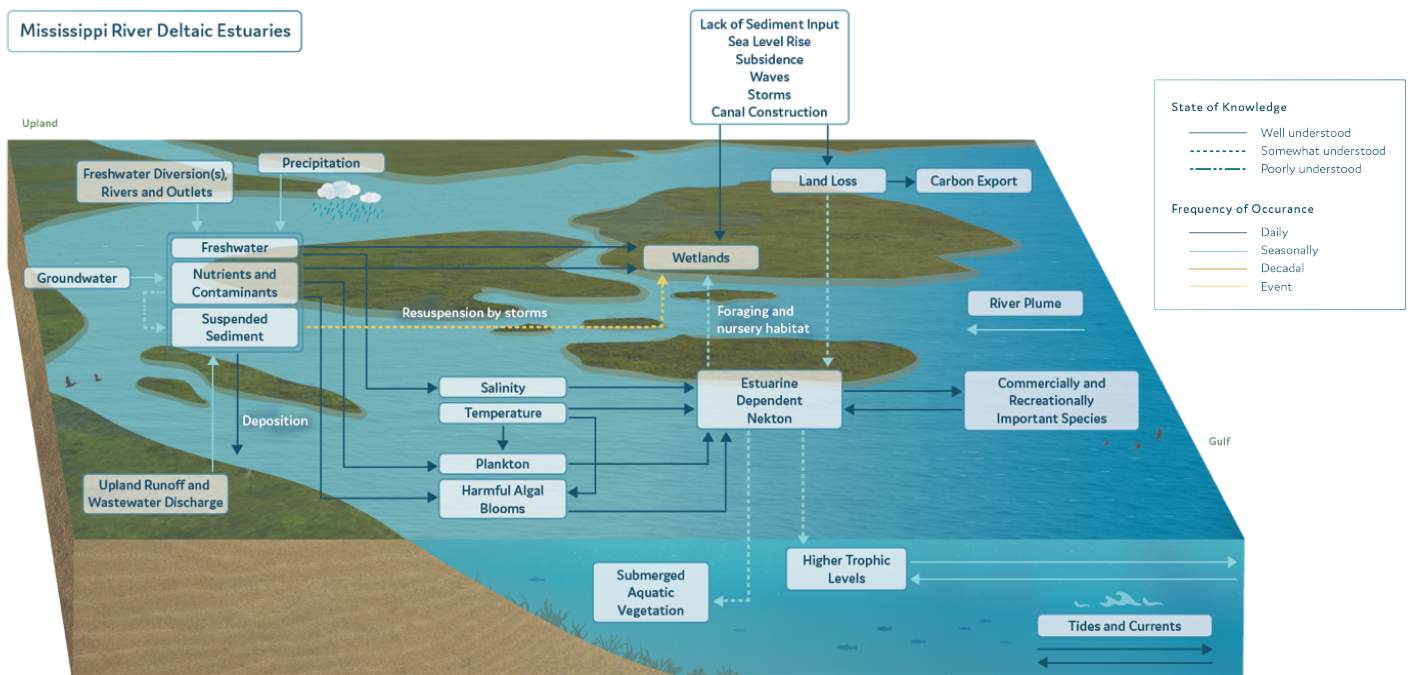 Mississippi River Deltaic Estuaries
Lack of Sediment Input
Sea Level Rise
Subsidence
Waves
Storms
Canal Construction
State of Knowledge
Well understood
Somewhat understood
Poorly understood
Frequency of Occurance
Daily
Seasonally
Decadal
Event
Upland
Freshwater Diversion(s),
Rivers and Outlets
Precipitation
Land Loss
Carbon Export
Freshwater
Wetlands
Groundwater
Nutrients and
Contaminants
Suspended
Sediment
Resuspension by storms
Foraging and
nursery habitat
River Plume
Salinity
Temperature
Estuarine
Dependent
Nekton
Commercially and
Recreationally
Important Species
Deposition
Gulf
Plankton
Harmful Algal
Blooms
Upland Runoff and
Wastewater Discharge
Submerged
Aquatic
Vegetation
Higher Trophic
Levels
Tides and Currents